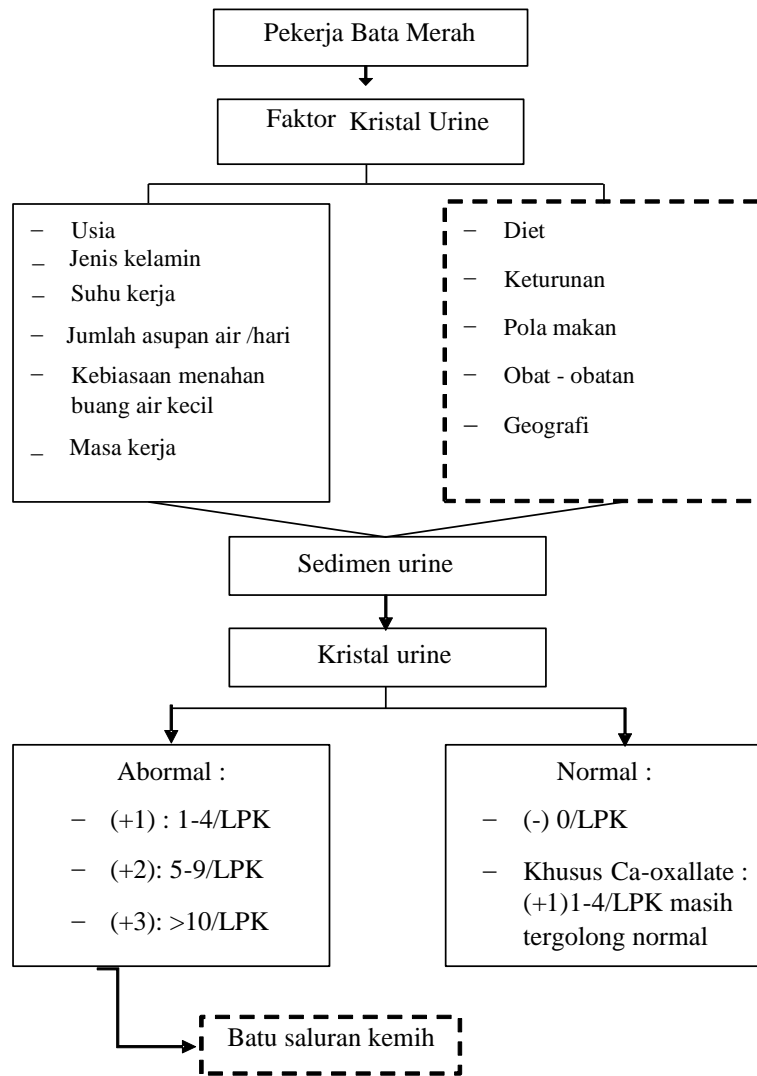 Pekerja Bata Merah
Faktor Kristal Urine
– Usia
– Jenis kelamin
– Suhu kerja
– Jumlah asupan air /hari
– Kebiasaan menahan
buang air kecil
– Masa kerja
– Diet
– Keturunan
– Pola makan
– Obat - obatan
– Geografi
Sedimen urine
Kristal urine
Abormal :
– (+1) : 1-4/LPK
– (+2): 5-9/LPK
– (+3): >10/LPK
Normal :
– (-) 0/LPK
– Khusus Ca-oxallate :
(+1)1-4/LPK masih
tergolong normal
Batu saluran kemih